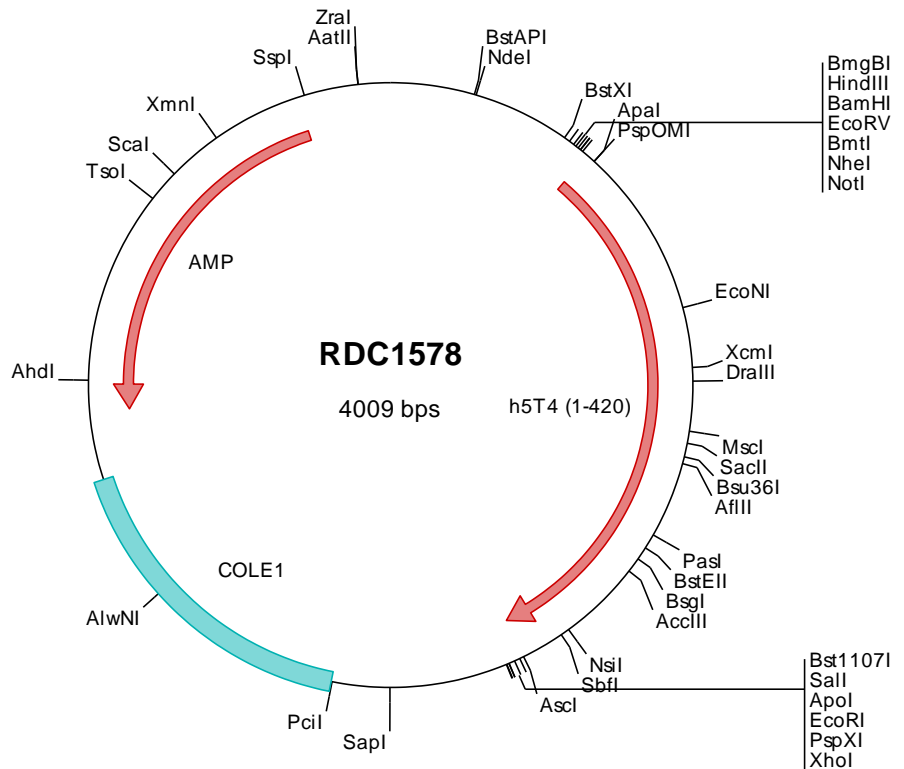 ZraI
AatII
SspI
XmnI
ScaI
TsoI
AhdI
AlwNI
PciI
SapI
BstAPI
NdeI
BstXI
ApaI
PspOMI
BmgBI
HindIII
BamHI
EcoRV
BmtI
NheI
NotI
EcoNI
XcmI
DraIII
MscI
SacII
Bsu36I
AflII
PasI
BstEII
BsgI
AccIII
NsiI
SbfI
AscI
Bst1107I
SalI
ApoI
EcoRI
PspXI
XhoI
AMP
RDC1578
4009 bps
h5T4 (1-420)
COLE1